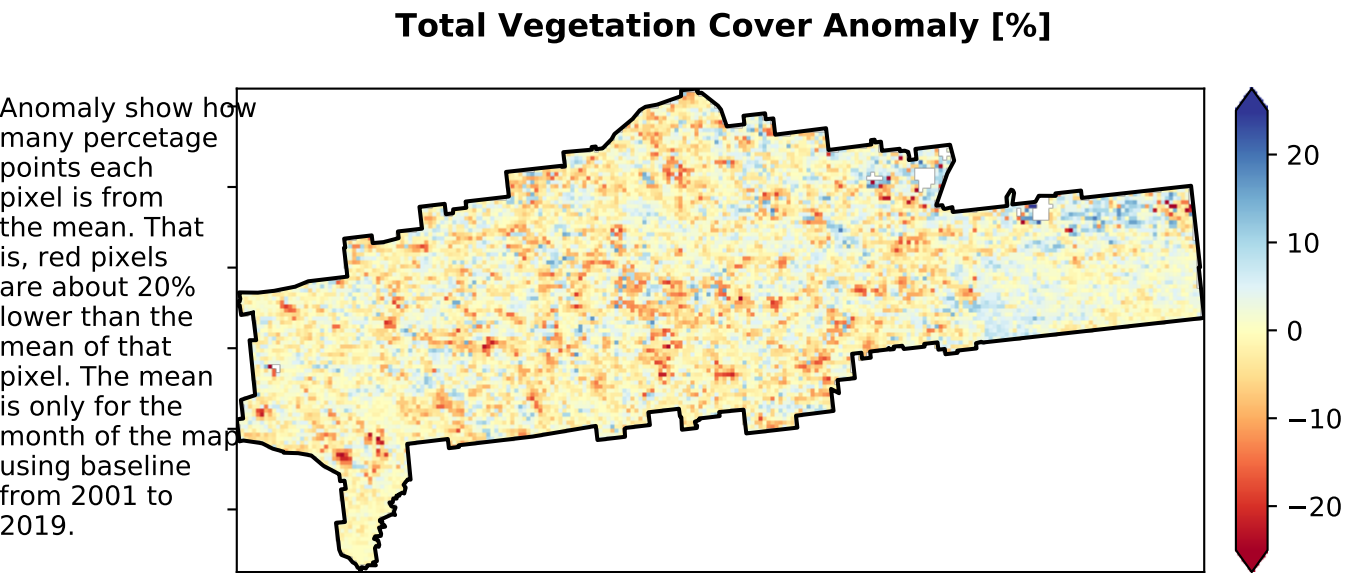 Total Vegetation Cover Anomaly [%]
Anomaly show how
many percetage
points each
pixel is from
the mean. That
is, red pixels
are about 20%
lower than the
mean of that
pixel. The mean
is only for the
month of the map
using baseline
from 2001 to
2019.
20
10
0
−10
−20